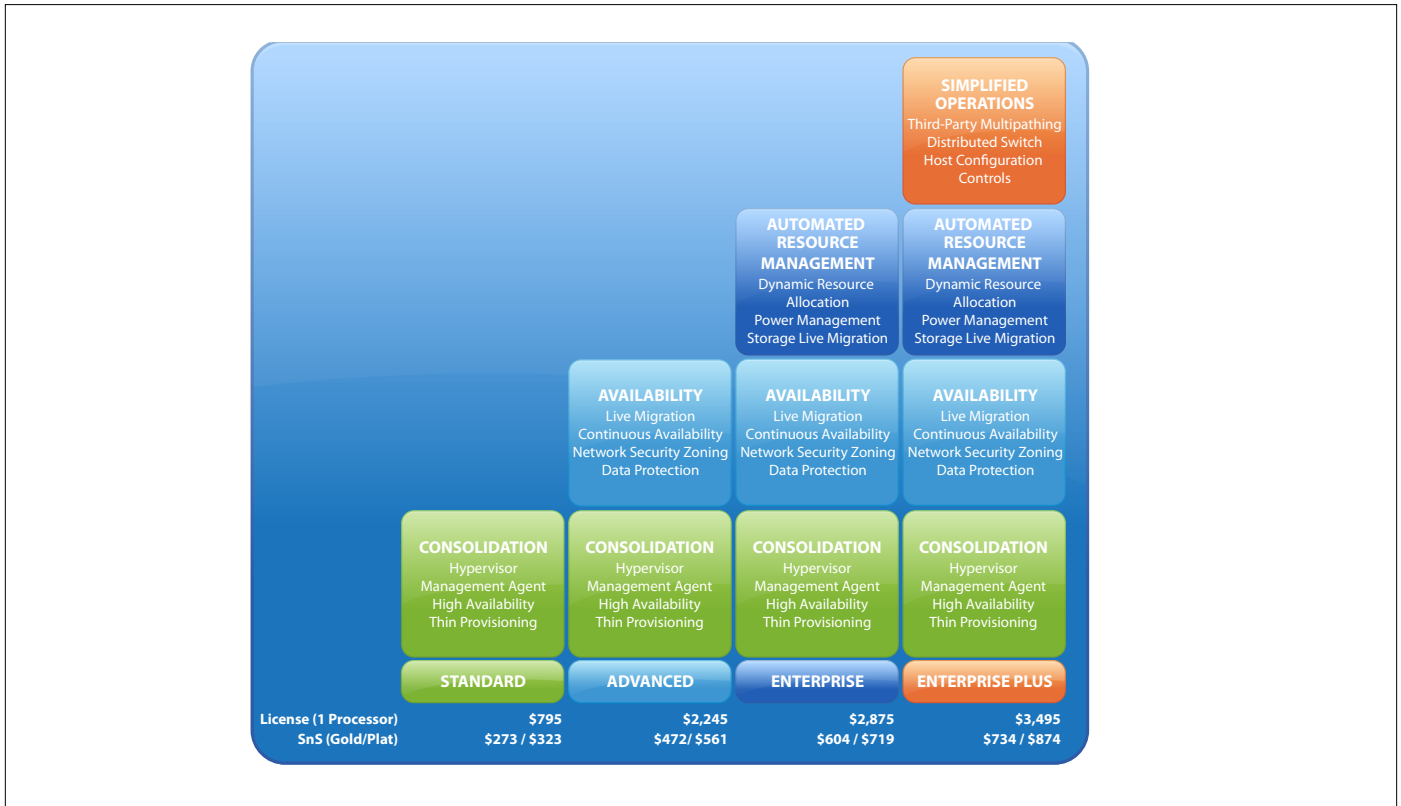 SIMPLIFIED
OPERATIONS
Third-Party Multipathing
Distributed Switch
Host Configuration
Controls
AUTOMATED
RESOURCE
MANAGEMENT
Dynamic Resource
Allocation
Power Management
Storage Live Migration
AUTOMATED
RESOURCE
MANAGEMENT
Dynamic Resource
Allocation
Power Management
Storage Live Migration
AVAILABILITY
Live Migration
Continuous Availability
Network Security Zoning
Data Protection
AVAILABILITY
Live Migration
Continuous Availability
Network Security Zoning
Data Protection
AVAILABILITY
Live Migration
Continuous Availability
Network Security Zoning
Data Protection
CONSOLIDATION
Hypervisor
Management Agent
High Availability
Thin Provisioning
CONSOLIDATION
Hypervisor
Management Agent
High Availability
Thin Provisioning
CONSOLIDATION
Hypervisor
Management Agent
High Availability
Thin Provisioning
CONSOLIDATION
Hypervisor
Management Agent
High Availability
Thin Provisioning
STANDARD ADVANCED ENTERPRISE ENTERPRISE PLUS
License (1 Processor) $795 $2,245 $2,875 $3,495
SnS (Gold/Plat) $273 / $323 $472/ $561 $604 / $719 $734 / $874